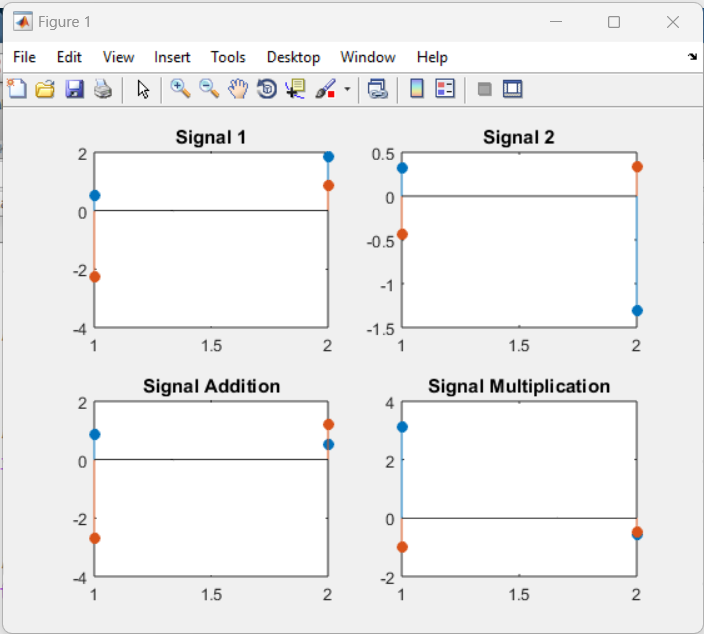 Figure 1
File Edit View Insert Tools Desktop Window Help
Signal 1
2
0
-2
-4
1 1.5 2
Signal 2
0.5
0
-0.5
-1
-1.5
1 1.5 2
Signal Addition
2
0
-2
-4
1 1.5 2
Signal Multiplication
4
2
0
-2
1 1.5 2